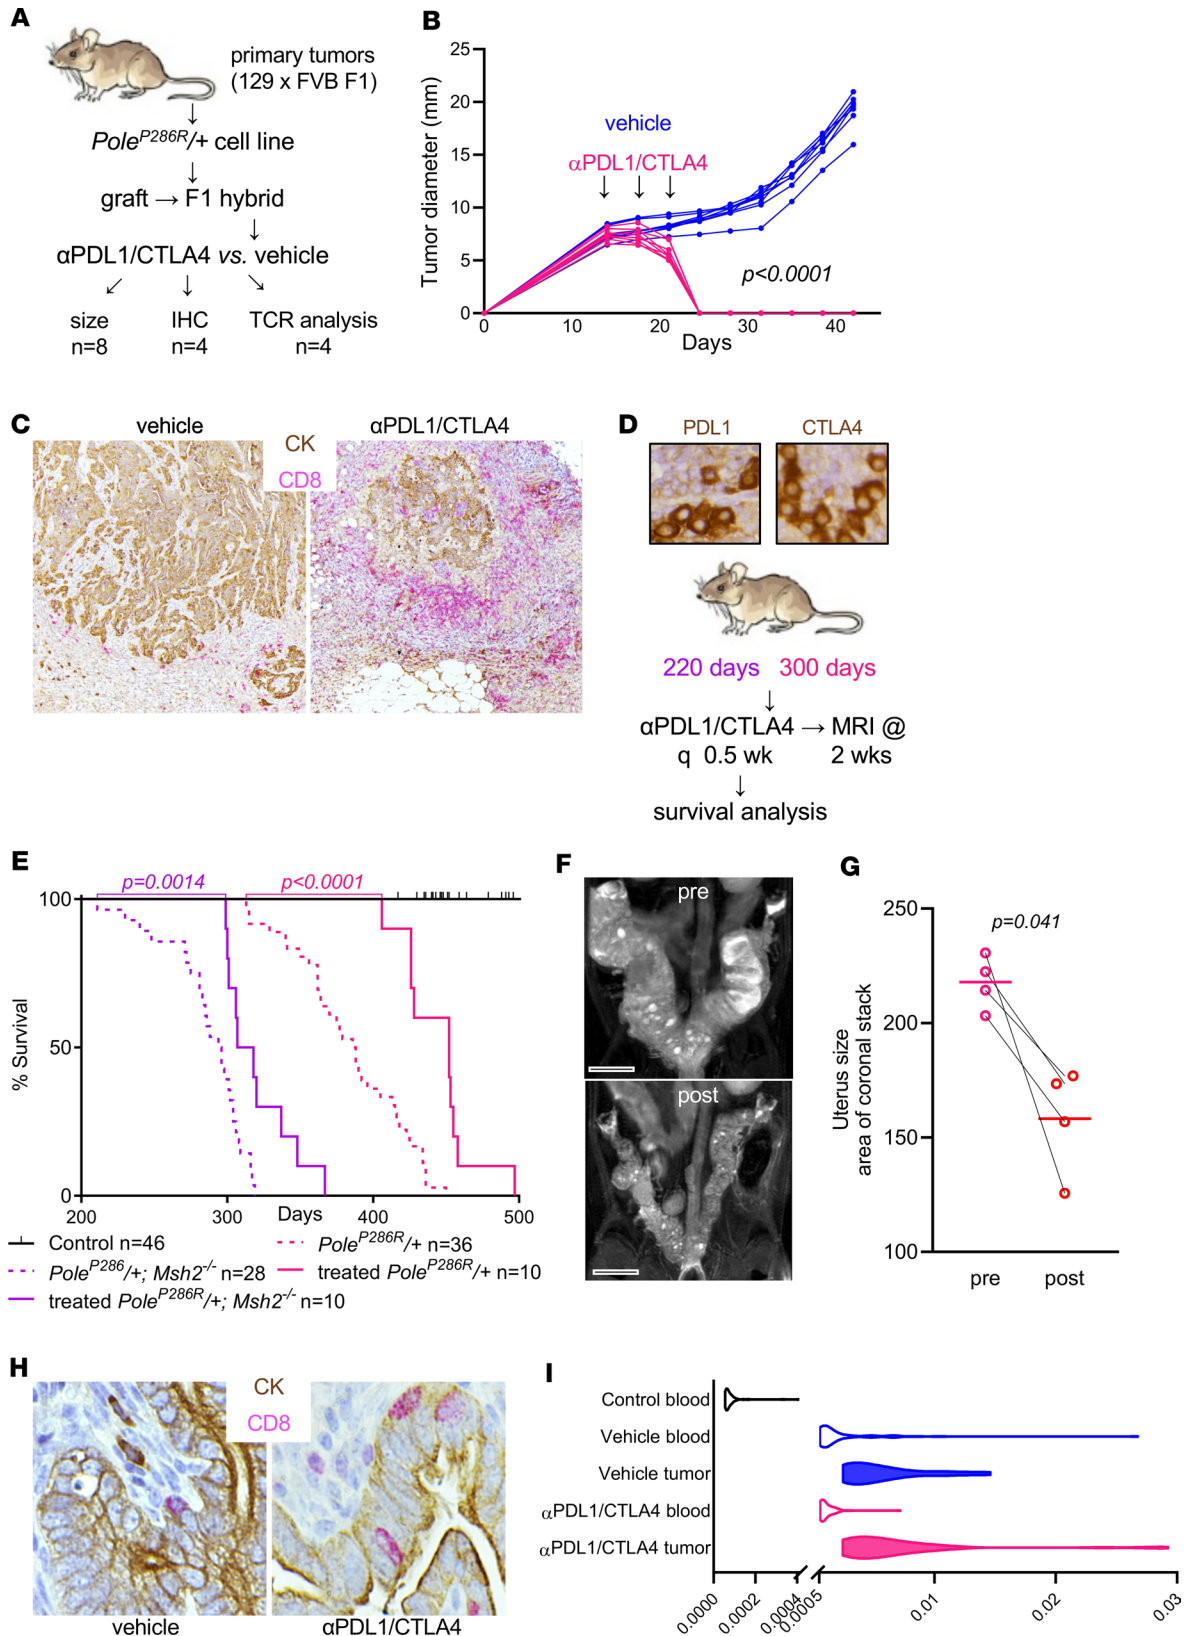 A
primary tumors
(129 x FVB F1)
Pole^P286R/+ cell line
graft → F1 hybrid
αPDL1/CTLA4 vs. vehicle
size
n=8
IHC
n=4
TCR analysis
n=4
B
25
20
15
10
5
0
Tumor diameter (mm)
vehicle
αPDL1/CTLA4
p<0.0001
0
10
20
30
40
Days
C
vehicle
αPDL1/CTLA4
CK
CD8
D
PDL1
CTLA4
220 days
300 days
αPDL1/CTLA4 → MRI @
q 0.5 wk
2 wks
survival analysis
E
p=0.0014
p<0.0001
100
50
0
% Survival
200
300
400
500
Days
Control n=46
Pole^P286R/+ n=36
Pole^P286/+; Msh2^-/- n=28
treated Pole^P286R/+ n=10
treated Pole^P286R/+; Msh2^-/- n=10
F
pre
post
G
250
200
150
100
Uterus size
area of coronal stack
p=0.041
pre
post
H
CK
CD8
vehicle
αPDL1/CTLA4
I
Control blood
Vehicle blood
Vehicle tumor
αPDL1/CTLA4 blood
αPDL1/CTLA4 tumor
0.0000
0.0002
0.0004
0.0005
0.01
0.02
0.03